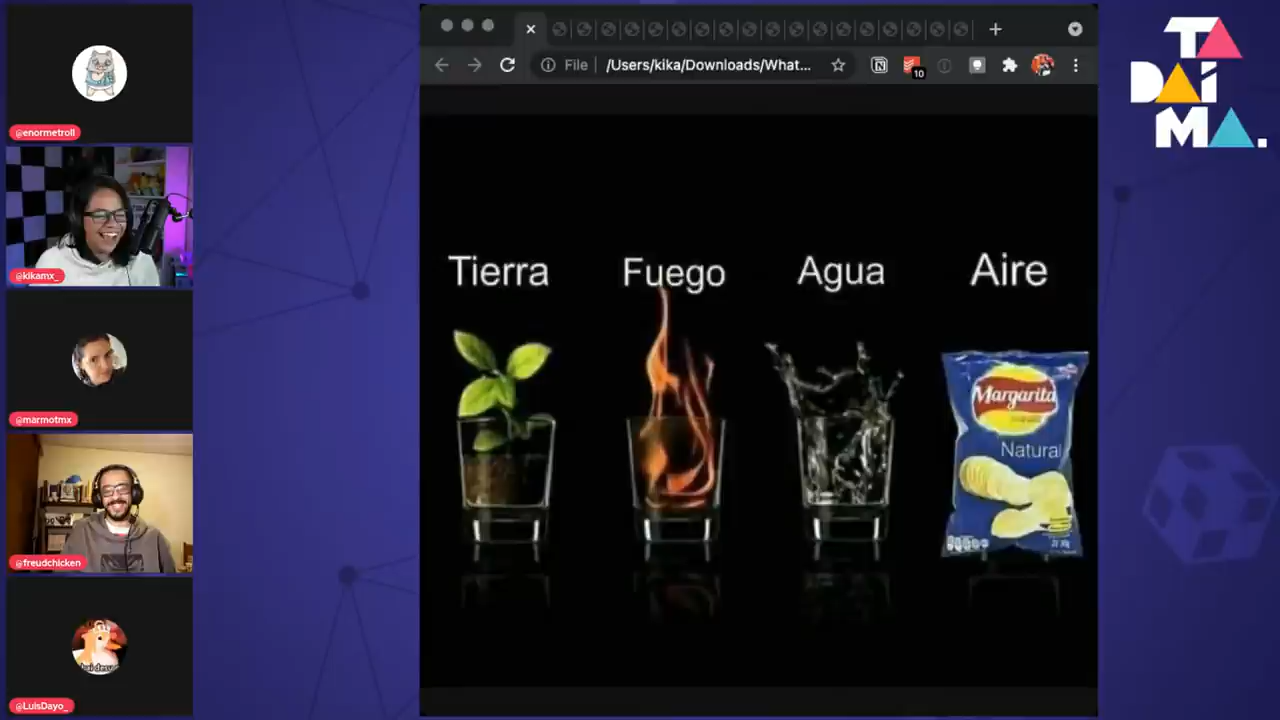 @enormetroll
@kikamx_
@marmotmx
@freudchicken
@LuisDayo_
File
/Users/kika/Downloads/What...
10
Tierra
Fuego
Agua
Aire
Margarita
Natural
TA
DAI
MA.